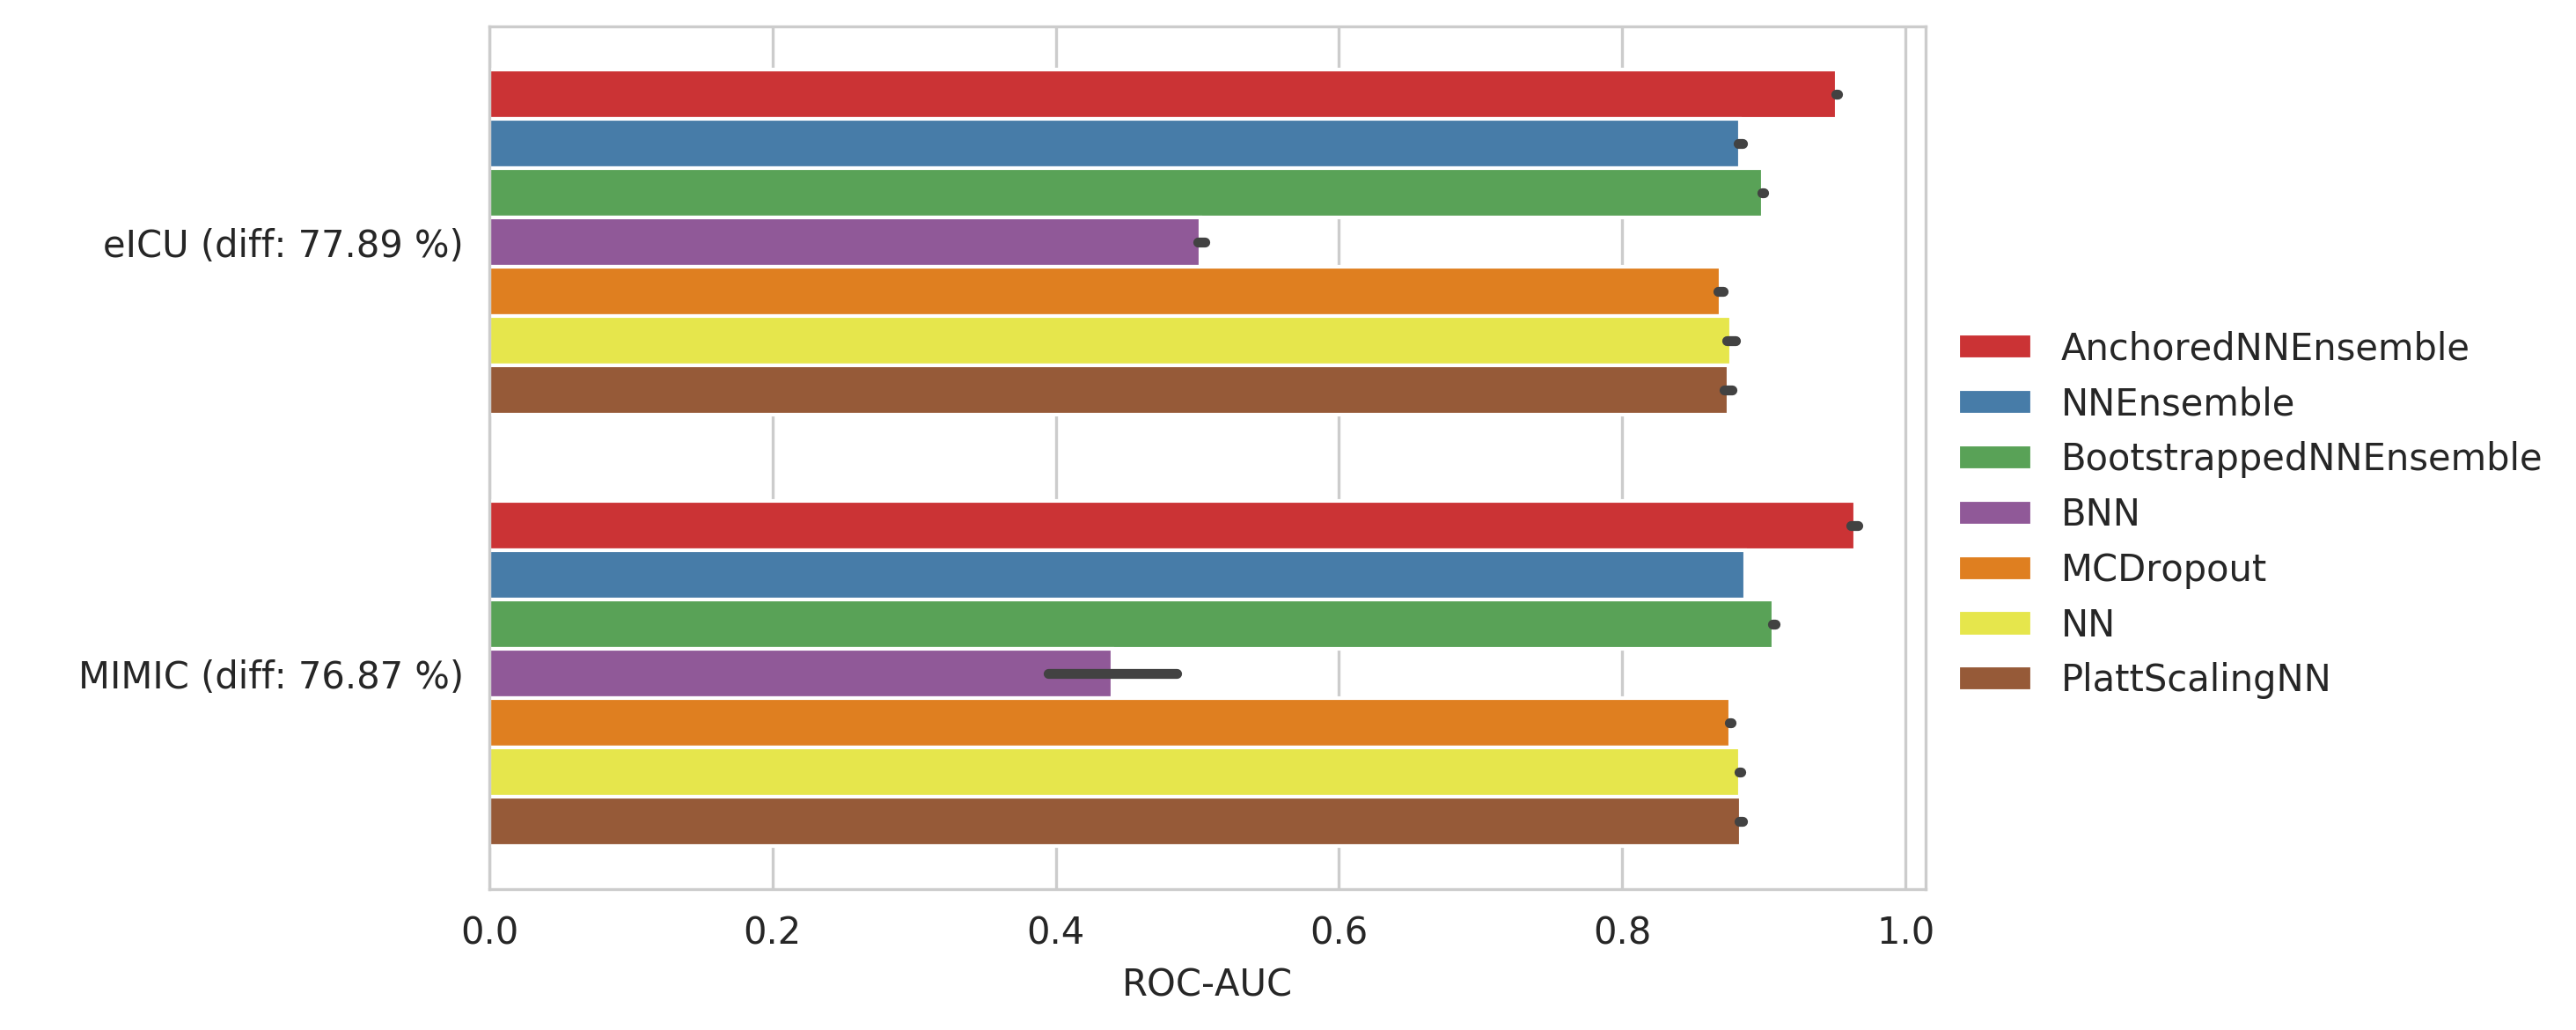 eICU (diff: 77.89 %)
MIMIC (diff: 76.87 %)
0.0 0.2 0.4 0.6 0.8 1.0
ROC-AUC
AnchoredNNEnsemble
NNEnsemble
BootstrappedNNEnsemble
BNN
MCDropout
NN
PlattScalingNN